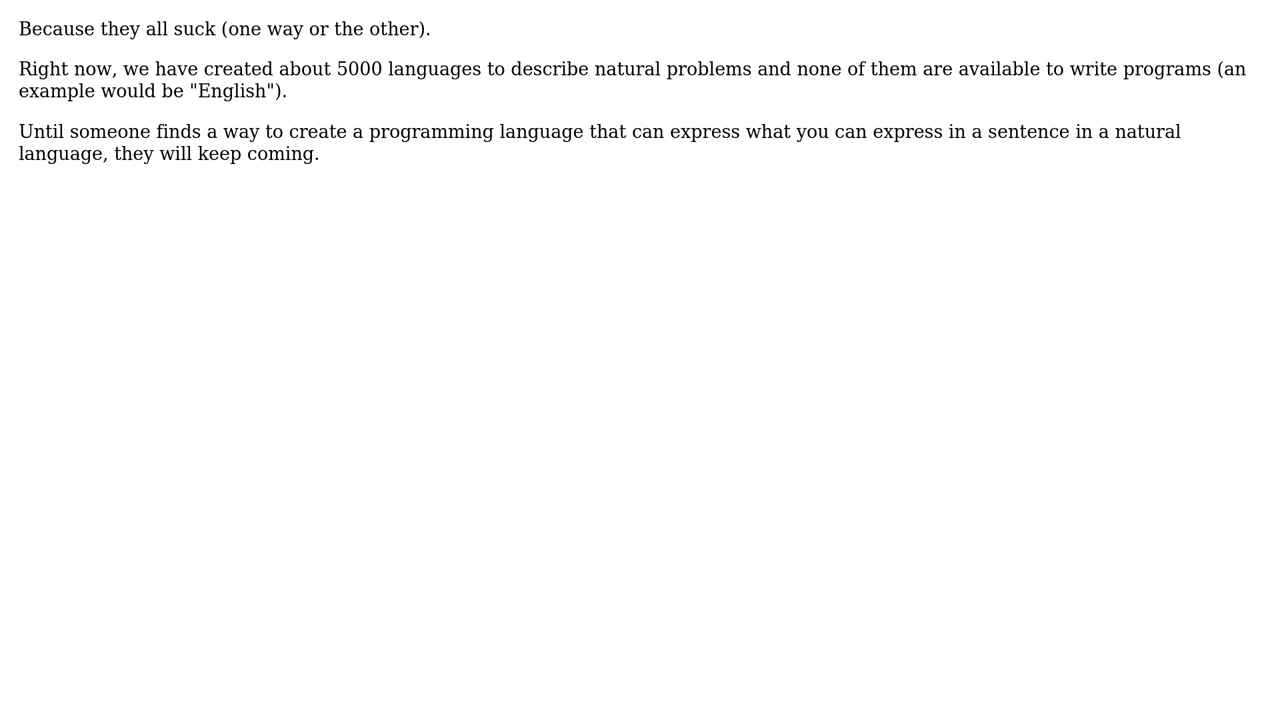 Because they all suck (one way or the other).
Right now, we have created about 5000 languages to describe natural problems and none of them are available to write programs (an
example would be "English").
Until someone finds a way to create a programming language that can express what you can express in a sentence in a natural
language, they will keep coming.